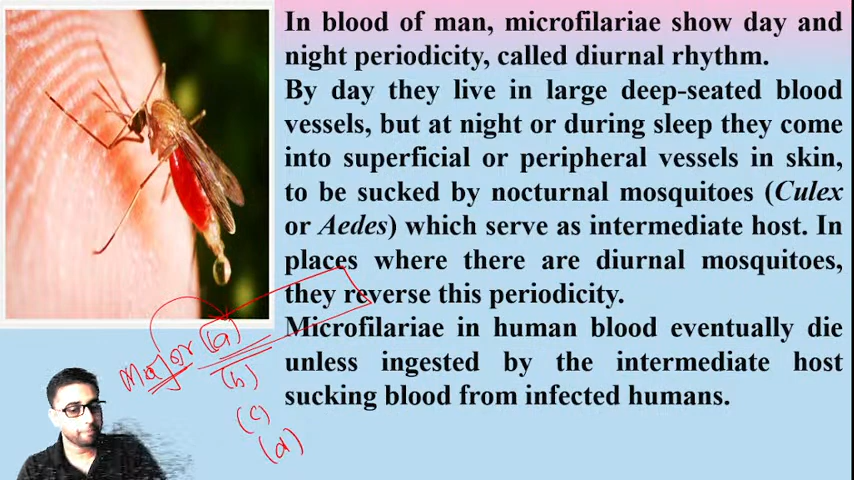 In blood of man, microfilariae show day and
night periodicity, called diurnal rhythm.
By day they live in large deep-seated blood
vessels, but at night or during sleep they come
into superficial or peripheral vessels in skin,
to be sucked by nocturnal mosquitoes (Culex
or Aedes) which serve as intermediate host. In
places where there are diurnal mosquitoes,
they reverse this periodicity.
Microfilariae in human blood eventually die
unless ingested by the intermediate host
sucking blood from infected humans.
Major (a)
(b)
(c)
(d)